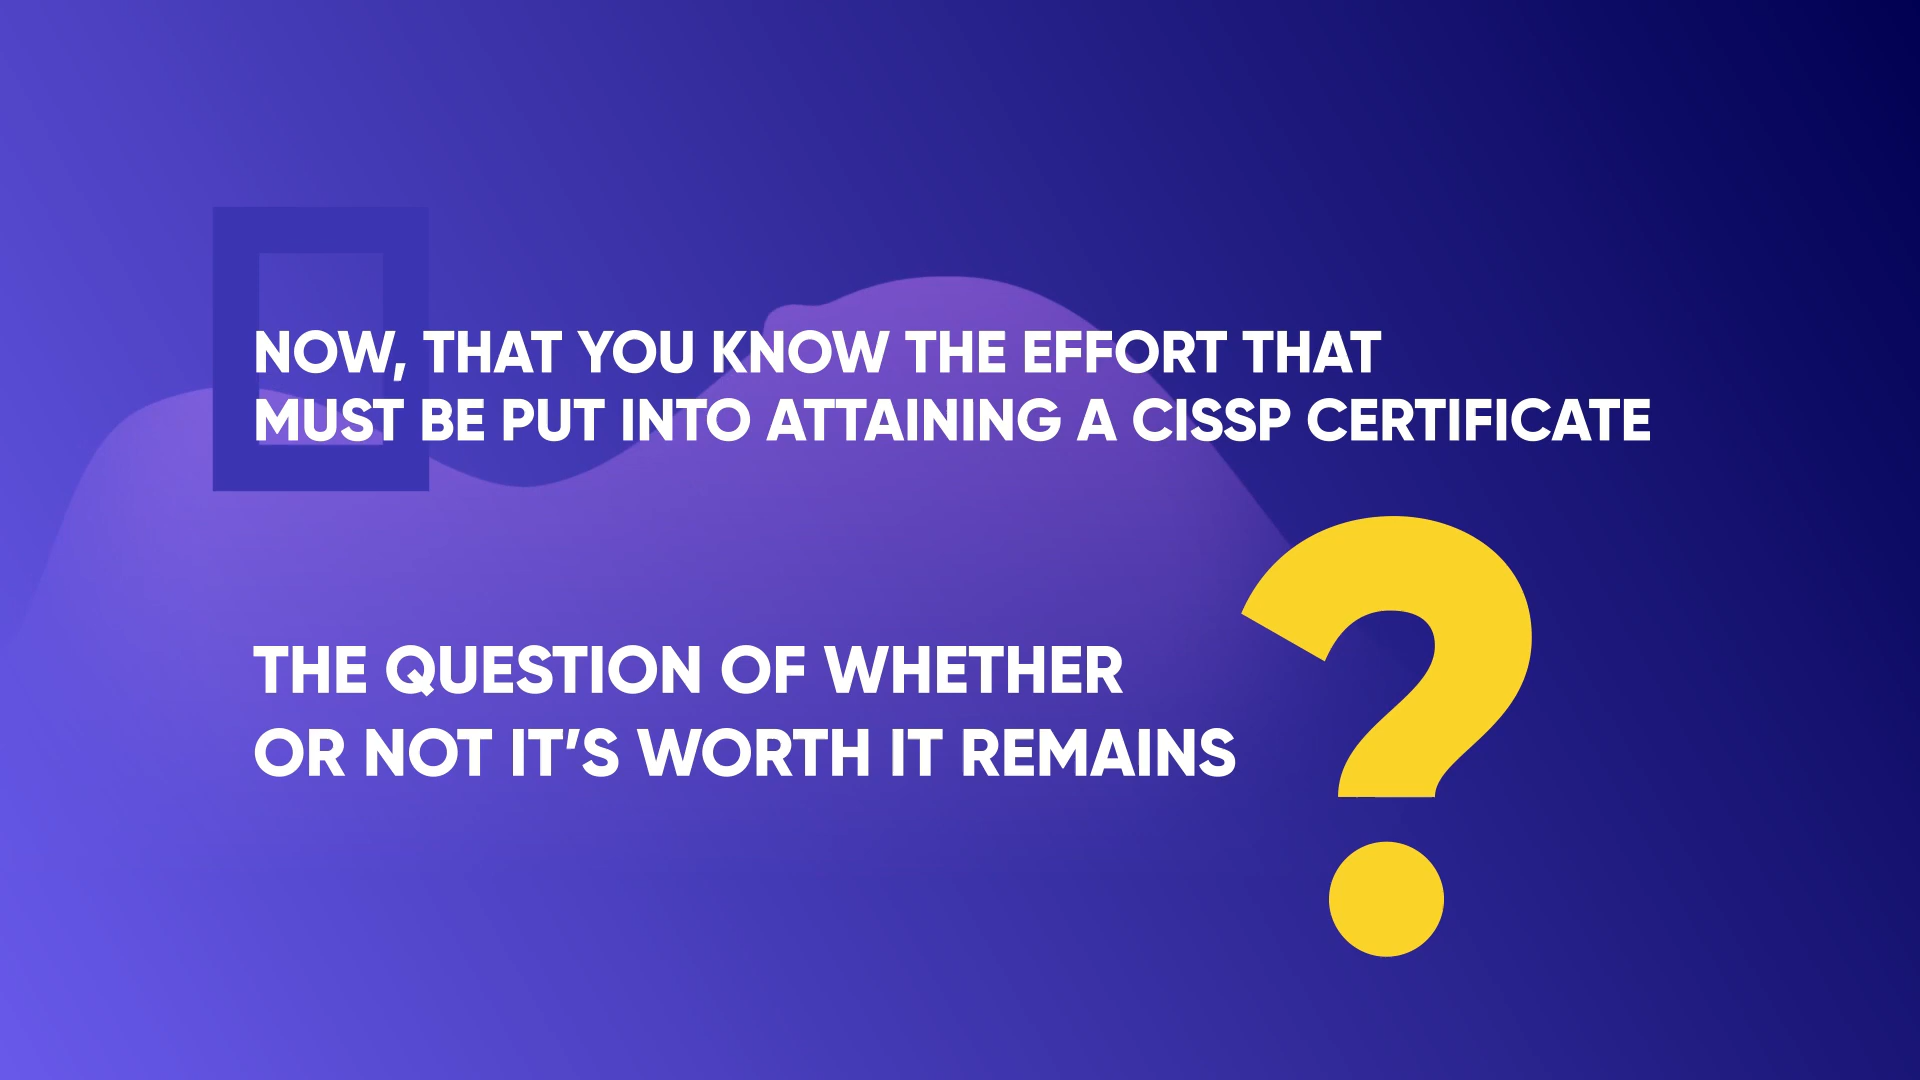 NOW, THAT YOU KNOW THE EFFORT THAT
MUST BE PUT INTO ATTAINING A CISSP CERTIFICATE
THE QUESTION OF WHETHER
OR NOT IT’S WORTH IT REMAINS
?